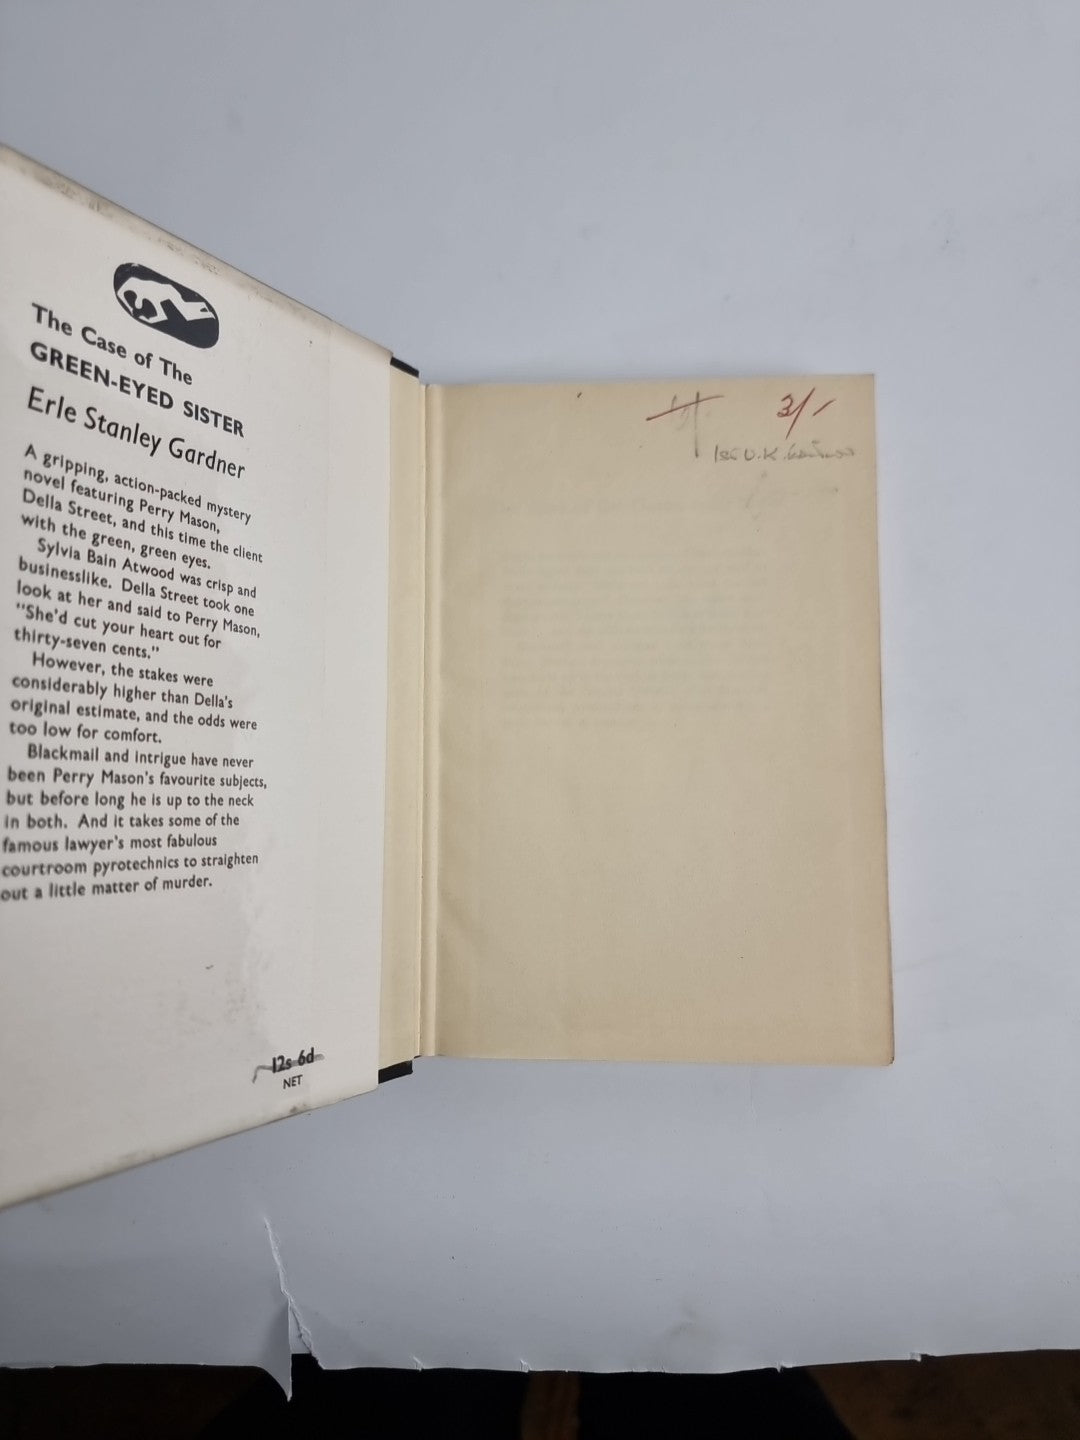 The Case of The
GREEN-EYED SISTER
Erle Stanley Gardner
A gripping, action-packed mystery
novel featuring Perry Mason,
Della Street, and this time the client
with the green, green eyes.
Sylvia Bain Atwood was crisp and
businesslike. Della Street took one
look at her and said to Perry Mason,
"She'd cut your heart out for
thirty-seven cents."
However, the stakes were
considerably higher than Della's
original estimate, and the odds were
too low for comfort.
Blackmail and intrigue have never
been Perry Mason's favourite subjects,
but before long he is up to the neck
in both. And it takes some of the
famous lawyer's most fabulous
courtroom pyrotechnics to straighten
out a little matter of murder.
12s 6d
NET
3/-
1st U.K.